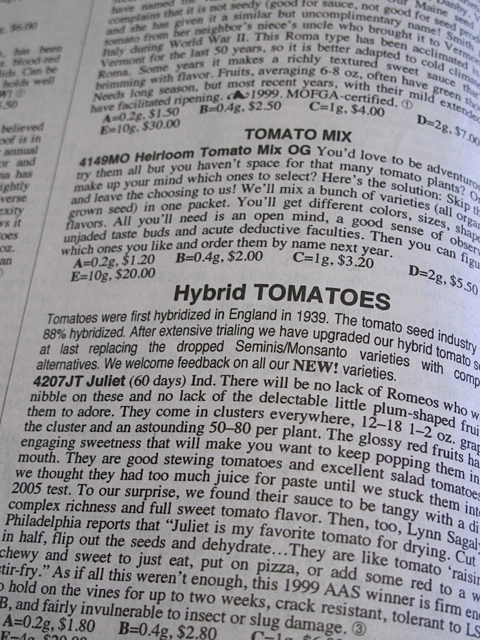 $6.00
have named the
complains that it is not seedy (good for sauce, not good for seed
and she has given it a similar but uncomplimentary name! Smith
tomato from her neighbor's niece's uncle who brought it to Vermont
Italy during World War II. This Roma type has been acclimated
Vermont for the last 50 years, so it is better adapted to cold climates
Roma. Some years it makes a richly textured sweet sauce that
brimming with flavor. Fruits, averaging 6-8 oz, often have green
Needs long season, but most recent years, with their mild extended
have facilitated ripening. 1999. MOFGA-certified. ①
A=0.2g, $1.50 B=0.4g, $2.50 C=1g, $4.00 D=2g, $7.00
E=10g, $30.00
TOMATO MIX
4149MO Heirloom Tomato Mix OG You'd love to be adventurous
try them all but you haven't space for that many tomato plants?
make up your mind which ones to select? Here's the solution: Skip
and leave the choosing to us! We'll mix a bunch of varieties (all
grown seed) in one packet. You'll get different colors, sizes,
flavors. All you'll need is an open mind, a good sense of
unjaded taste buds and acute deductive faculties. Then you can figure
which ones you like and order them by name next year.
A=0.2g, $1.20 B=0.4g, $2.00 C=1g, $3.20 D=2g, $5.50
E=10g, $20.00
Hybrid TOMATOES
Tomatoes were first hybridized in England in 1939. The tomato seed industry
88% hybridized. After extensive trialing we have upgraded our hybrid tomato
at last replacing the dropped Seminis/Monsanto varieties with
alternatives. We welcome feedback on all our NEW! varieties.
4207JT Juliet (60 days) Ind. There will be no lack of Romeos who
nibble on these and no lack of the delectable little plum-shaped
them to adore. They come in clusters everywhere, 12–18 1–2 oz.
the cluster and an astounding 50–80 per plant. The glossy red fruits
engaging sweetness that will make you want to keep popping them in
mouth. They are good stewing tomatoes and excellent salad tomatoes
we thought they had too much juice for paste until we stuck them
2005 test. To our surprise, we found their sauce to be tangy with a
complex richness and full sweet tomato flavor. Then, too, Lynn
Philadelphia reports that "Juliet is my favorite tomato for drying. Cut
in half, flip out the seeds and dehydrate…They are like tomato
chewy and sweet to just eat, put on pizza, or add some red to a
stir-fry." As if all this weren't enough, this 1999 AAS winner is firm
hold on the vines for up to two weeks, crack resistant, tolerant to
B, and fairly invulnerable to insect or slug damage. ③
A=0.2g, $1.80 B=0.4g, $2.80